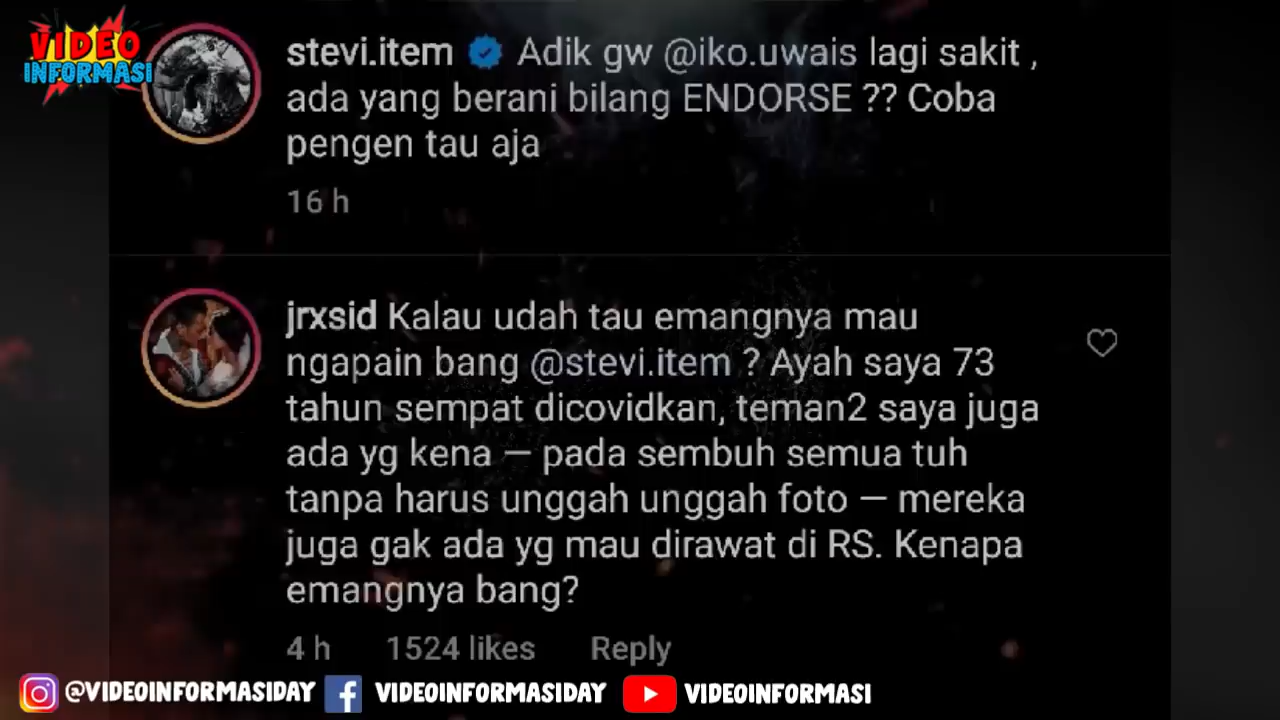 VIDEO
INFORMASI
stevi.item Adik gw @iko.uwais lagi sakit ,
ada yang berani bilang ENDORSE ?? Coba
pengen tau aja
16 h
jrxsid Kalau udah tau emangnya mau
ngapain bang @stevi.item ? Ayah saya 73
tahun sempat dicovidkan, teman2 saya juga
ada yg kena — pada sembuh semua tuh
tanpa harus unggah unggah foto — mereka
juga gak ada yg mau dirawat di RS. Kenapa
emangnya bang?
4 h 1524 likes Reply
@VIDEOINFORMASIDAY VIDEOINFORMASIDAY VIDEOINFORMASI